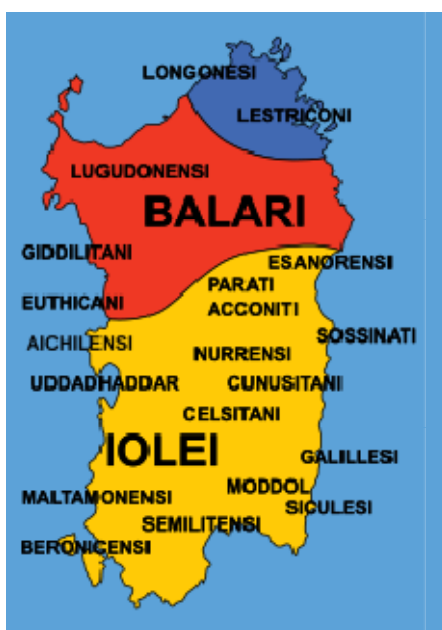 LONGONESI
LESTRICONI
LUGUDONENSI
BALARI
GIDDILITANI
ESANORENSI
PARATI
EUTHICANI
ACCONITI
SOSSINATI
AICHILENSI
NURRENSI
UDDADHADDAR
CUNUSITANI
CELSITANI
IOLEI
GALILLESI
MODDOL
MALTAMONENSI
SICULESI
SEMILITENSI
BERONICENSI